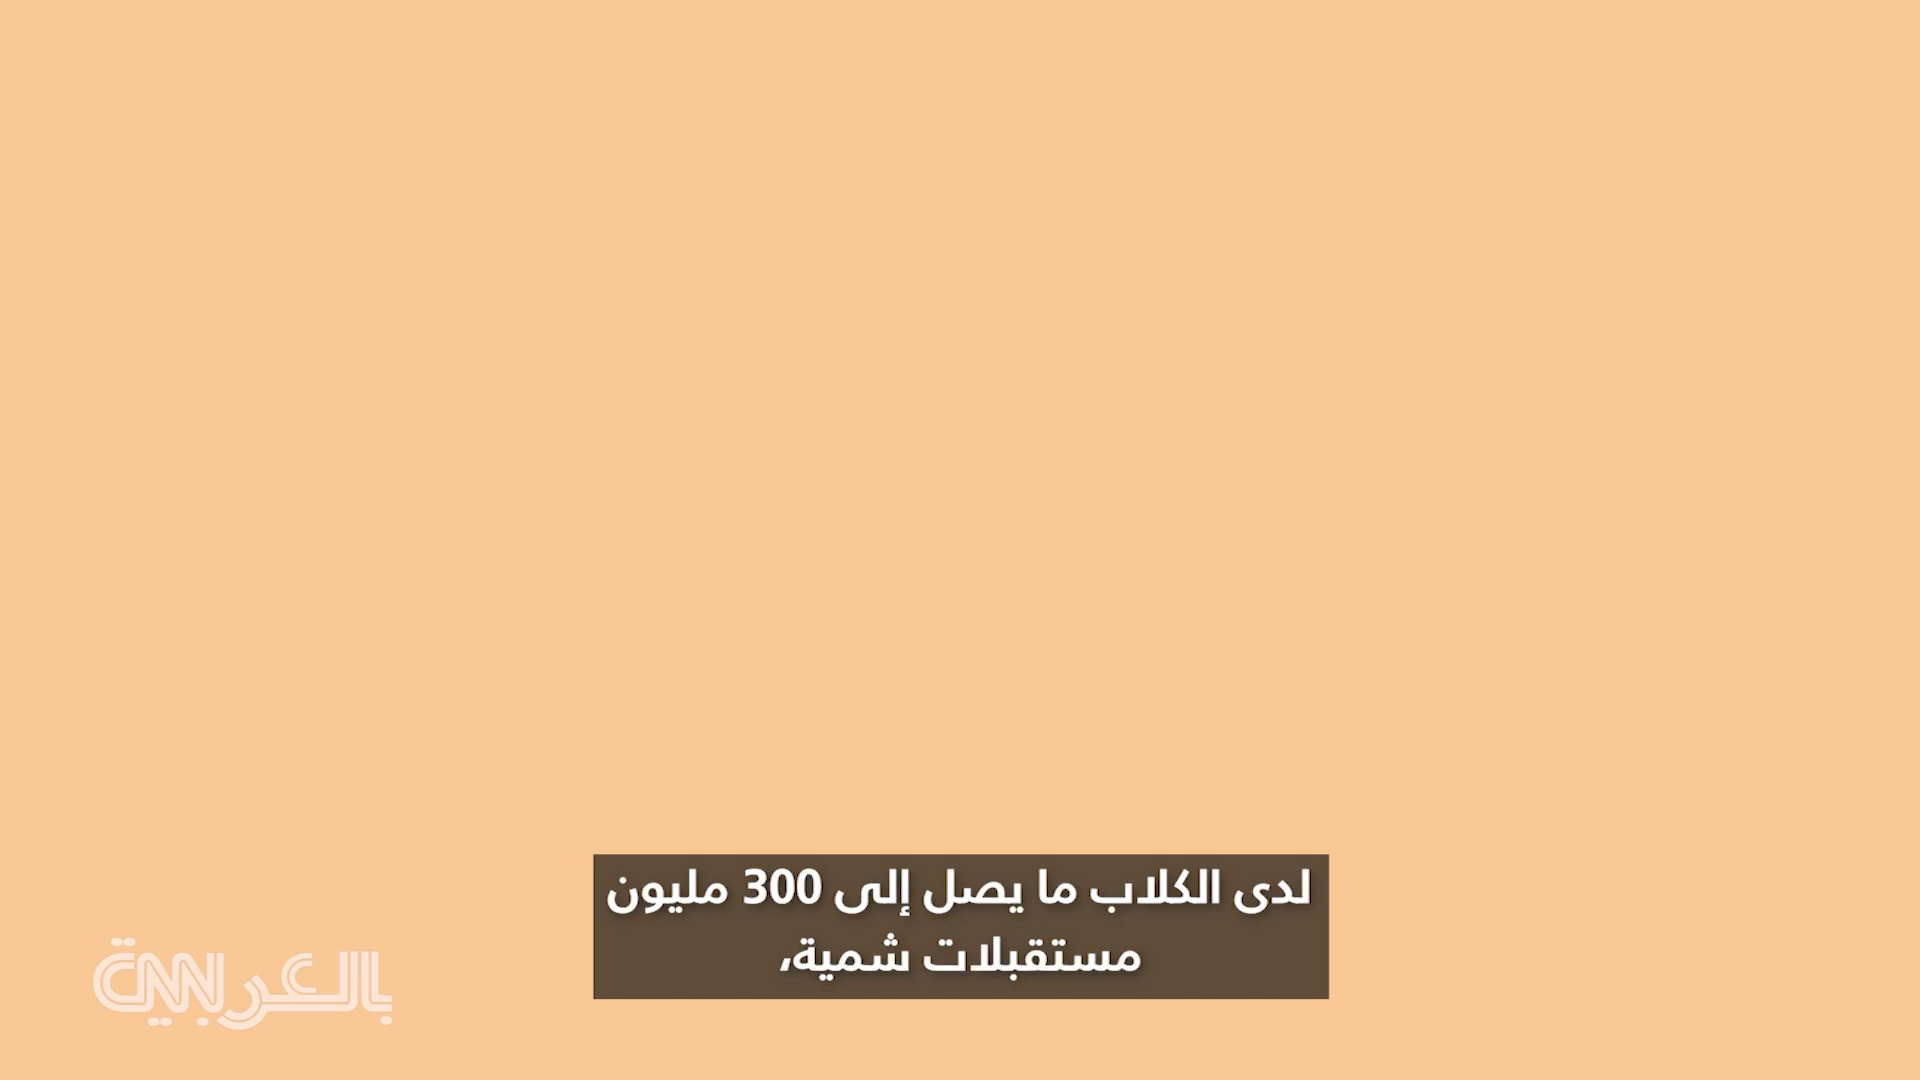 لدى الكلاب ما يصل إلى 300 مليون
مستقبلات شمية،
CNN بالعربية